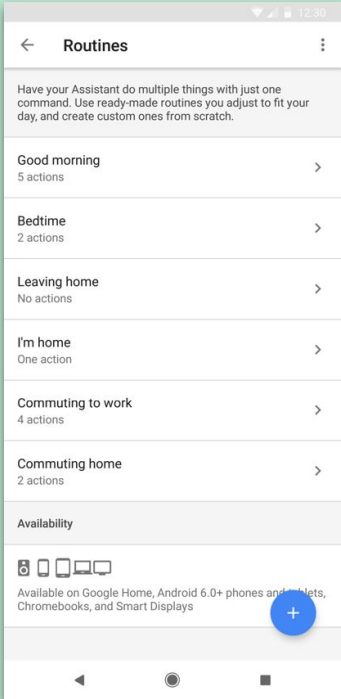 12:30
Routines
Have your Assistant do multiple things with just one
command. Use ready-made routines you adjust to fit your
day, and create custom ones from scratch.
Good morning
5 actions
Bedtime
2 actions
Leaving home
No actions
I'm home
One action
Commuting to work
4 actions
Commuting home
2 actions
Availability
Available on Google Home, Android 6.0+ phones and tablets,
Chromebooks, and Smart Displays